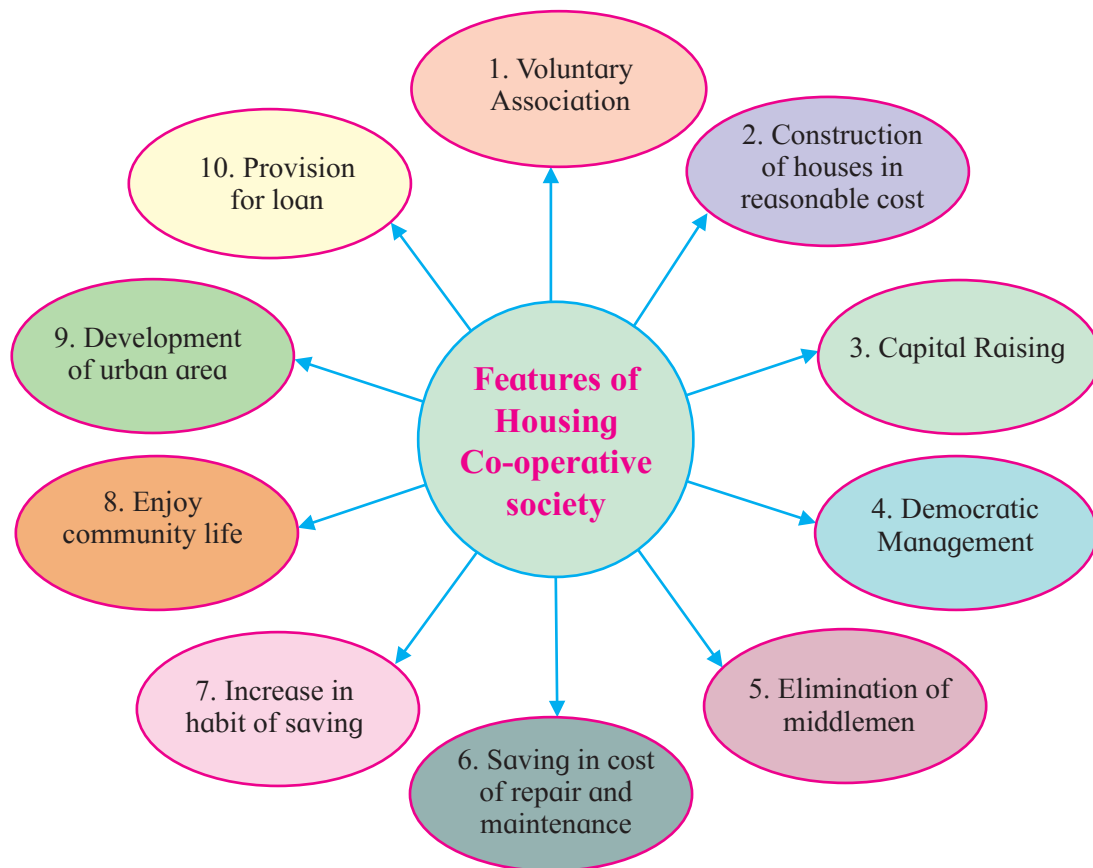 1. Voluntary
Association
2. Construction
of houses in
reasonable cost
3. Capital Raising
4. Democratic
Management
5. Elimination of
middlemen
6. Saving in cost
of repair and
maintenance
7. Increase in
habit of saving
8. Enjoy
community life
9. Development
of urban area
10. Provision
for loan
Features of
Housing
Co-operative
society